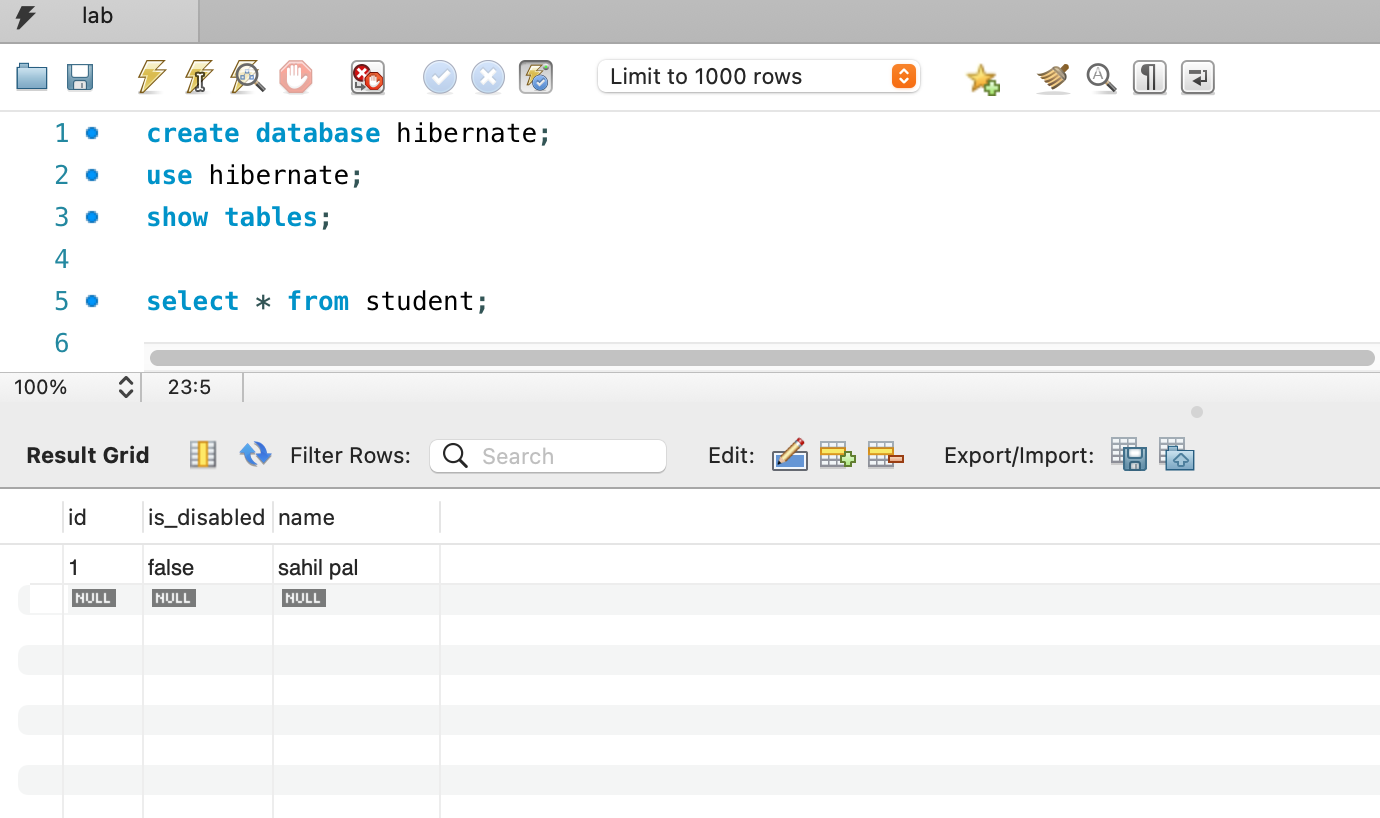 lab
Limit to 1000 rows
1 create database hibernate;
2 use hibernate;
3 show tables;
4
5 select * from student;
6
100% 23:5
Result Grid Filter Rows: Search Edit: Export/Import:
id is_disabled name
1 false sahil pal
NULL NULL NULL